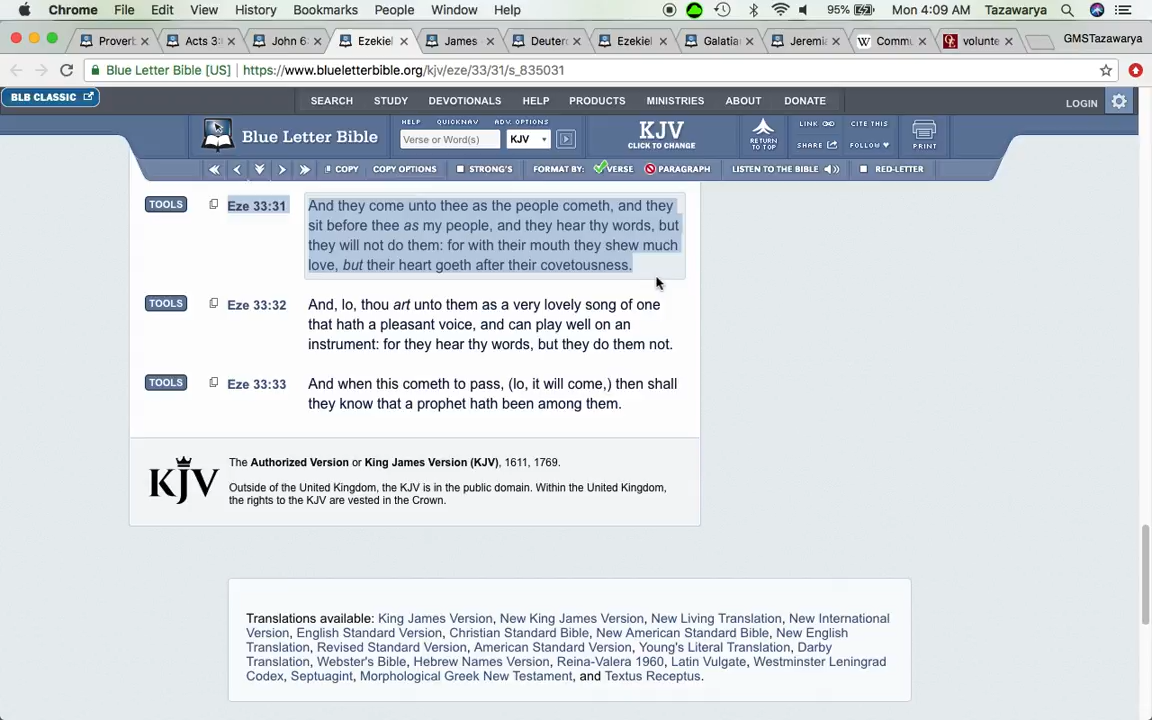 Chrome File Edit View History Bookmarks People Window Help 95% Mon 4:09 AM Tazawarya
Proverb Acts 3: John 6: Ezekiel James Deutero Ezekiel Galatia Jeremia Commu volunte GMSTazawarya
Blue Letter Bible [US] https://www.blueletterbible.org/kjv/eze/33/31/s_835031
BLB CLASSIC SEARCH STUDY DEVOTIONALS HELP PRODUCTS MINISTRIES ABOUT DONATE LOGIN
HELP QUICKNAV ADV. OPTIONS
Blue Letter Bible Verse or Word(s) KJV KJV CLICK TO CHANGE RETURN TO TOP LINK CITE THIS SHARE FOLLOW PRINT
COPY COPY OPTIONS STRONG'S FORMAT BY: VERSE PARAGRAPH LISTEN TO THE BIBLE RED-LETTER
TOOLS Eze 33:31 And they come unto thee as the people cometh, and they
sit before thee as my people, and they hear thy words, but
they will not do them: for with their mouth they shew much
love, but their heart goeth after their covetousness.
TOOLS Eze 33:32 And, lo, thou art unto them as a very lovely song of one
that hath a pleasant voice, and can play well on an
instrument: for they hear thy words, but they do them not.
TOOLS Eze 33:33 And when this cometh to pass, (lo, it will come,) then shall
they know that a prophet hath been among them.
KJV The Authorized Version or King James Version (KJV), 1611, 1769.
Outside of the United Kingdom, the KJV is in the public domain. Within the United Kingdom,
the rights to the KJV are vested in the Crown.
Translations available: King James Version, New King James Version, New Living Translation, New International
Version, English Standard Version, Christian Standard Bible, New American Standard Bible, New English
Translation, Revised Standard Version, American Standard Version, Young's Literal Translation, Darby
Translation, Webster's Bible, Hebrew Names Version, Reina-Valera 1960, Latin Vulgate, Westminster Leningrad
Codex, Septuagint, Morphological Greek New Testament, and Textus Receptus.